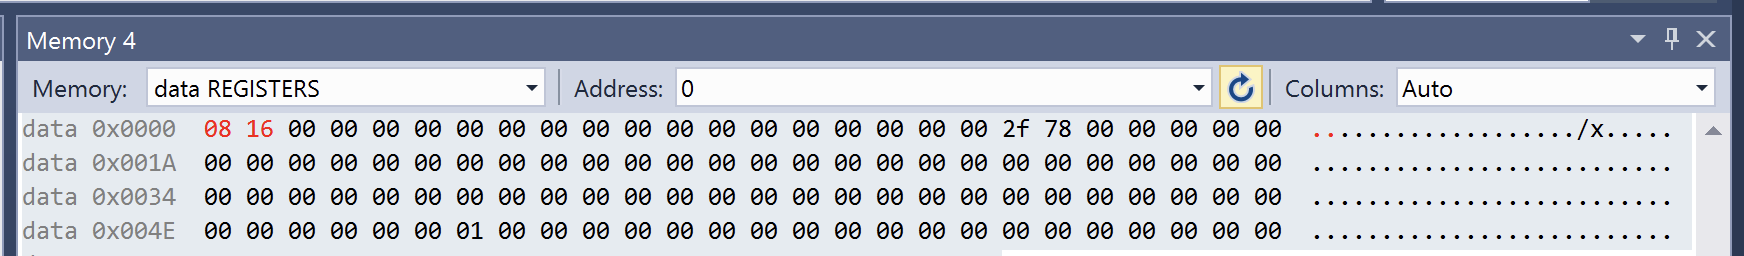 Memory 4
Memory: data REGISTERS Address: 0 Columns: Auto
data 0x0000 08 16 00 00 00 00 00 00 00 00 00 00 00 00 00 00 00 00 00 2f 78 00 00 00 00 00 .................../x.....
data 0x001A 00 00 00 00 00 00 00 00 00 00 00 00 00 00 00 00 00 00 00 00 00 00 00 00 00 00 ..........................
data 0x0034 00 00 00 00 00 00 00 00 00 00 00 00 00 00 00 00 00 00 00 00 00 00 00 00 00 00 ..........................
data 0x004E 00 00 00 00 00 00 01 00 00 00 00 00 00 00 00 00 00 00 00 00 00 00 00 00 00 00 ..........................